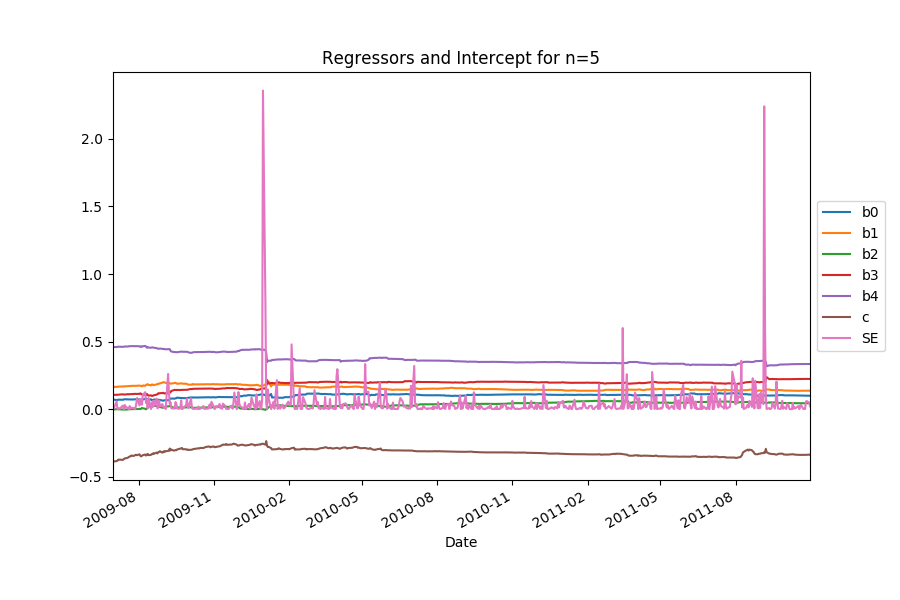 Regressors and Intercept for n=5
2.0
1.5
1.0
0.5
0.0
−0.5
2009-08
2009-11
2010-02
2010-05
2010-08
2010-11
2011-02
2011-05
2011-08
Date
b0
b1
b2
b3
b4
c
SE